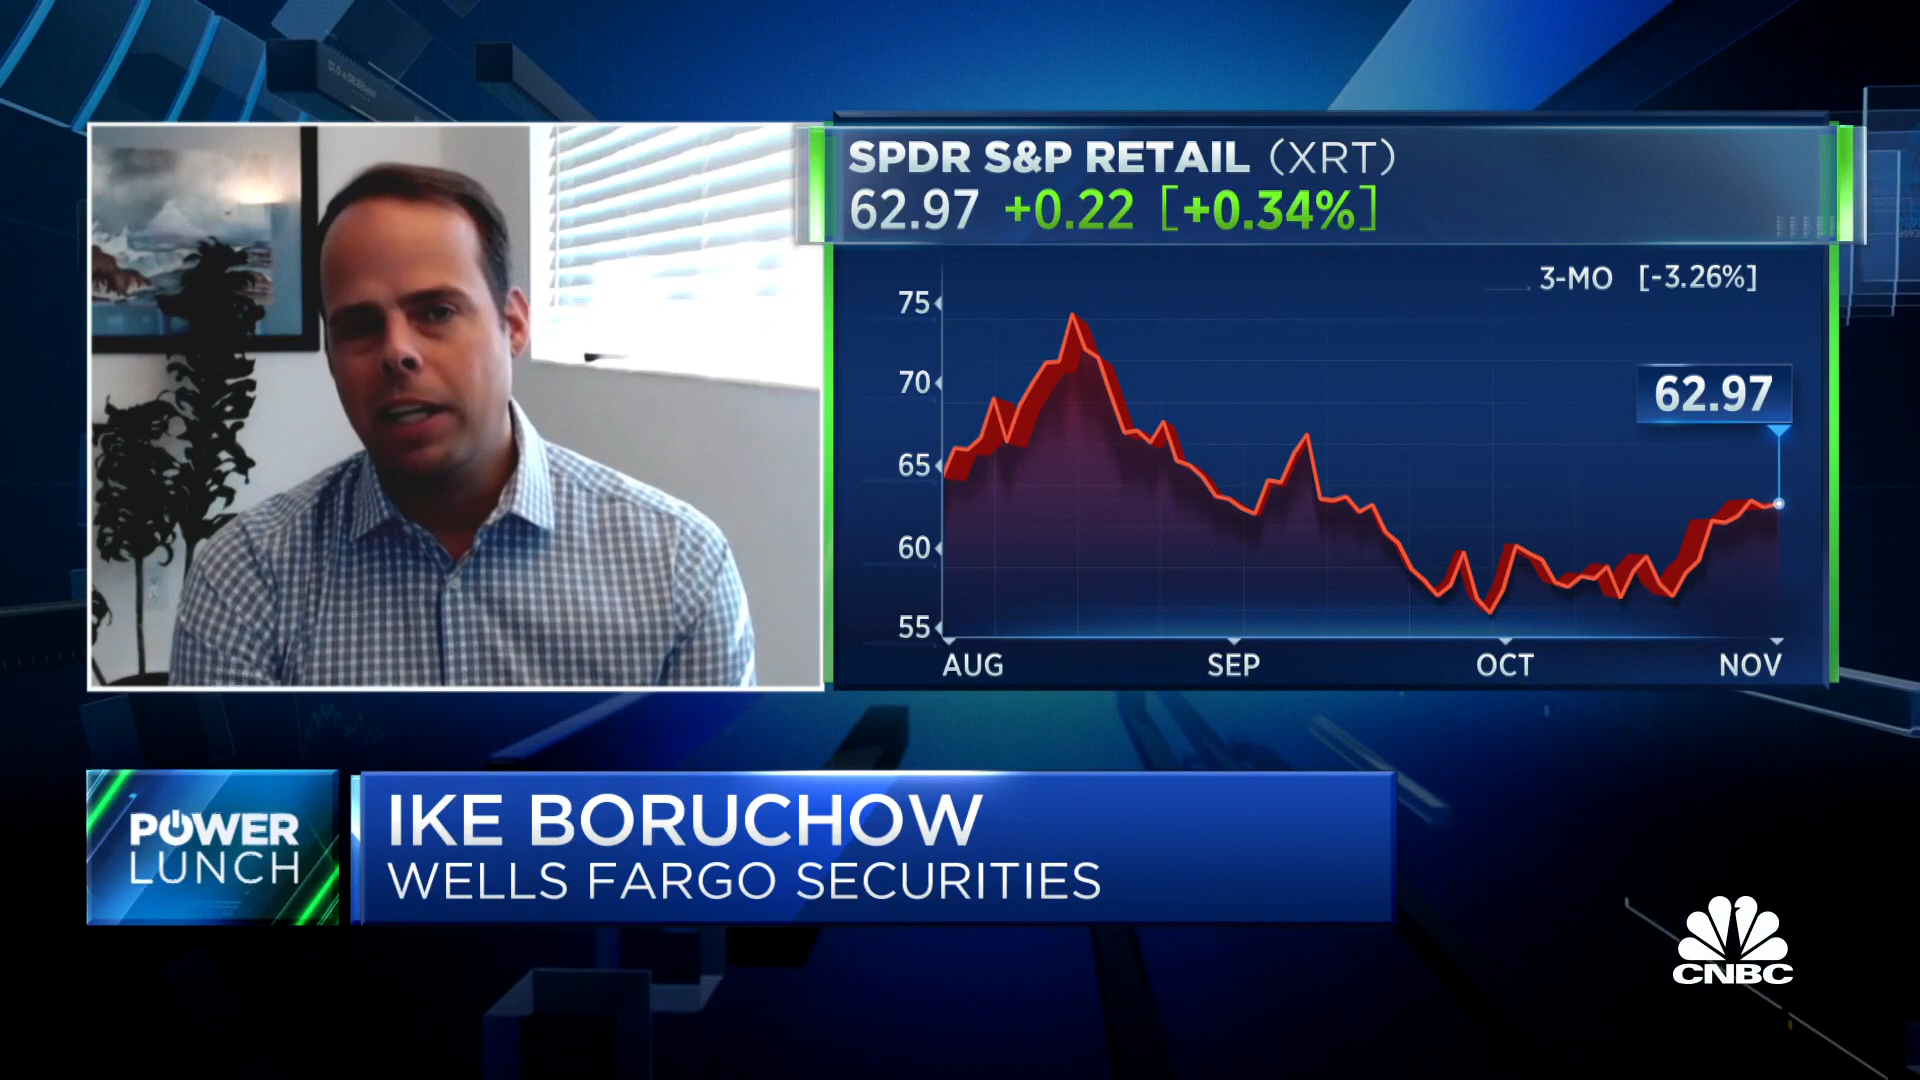 SPDR S&P RETAIL (XRT)
62.97 +0.22 [+0.34%]
3-MO [-3.26%]
75
70
65
60
55
62.97
AUG SEP OCT NOV
POWER
LUNCH
IKE BORUCHOW
WELLS FARGO SECURITIES
CNBC